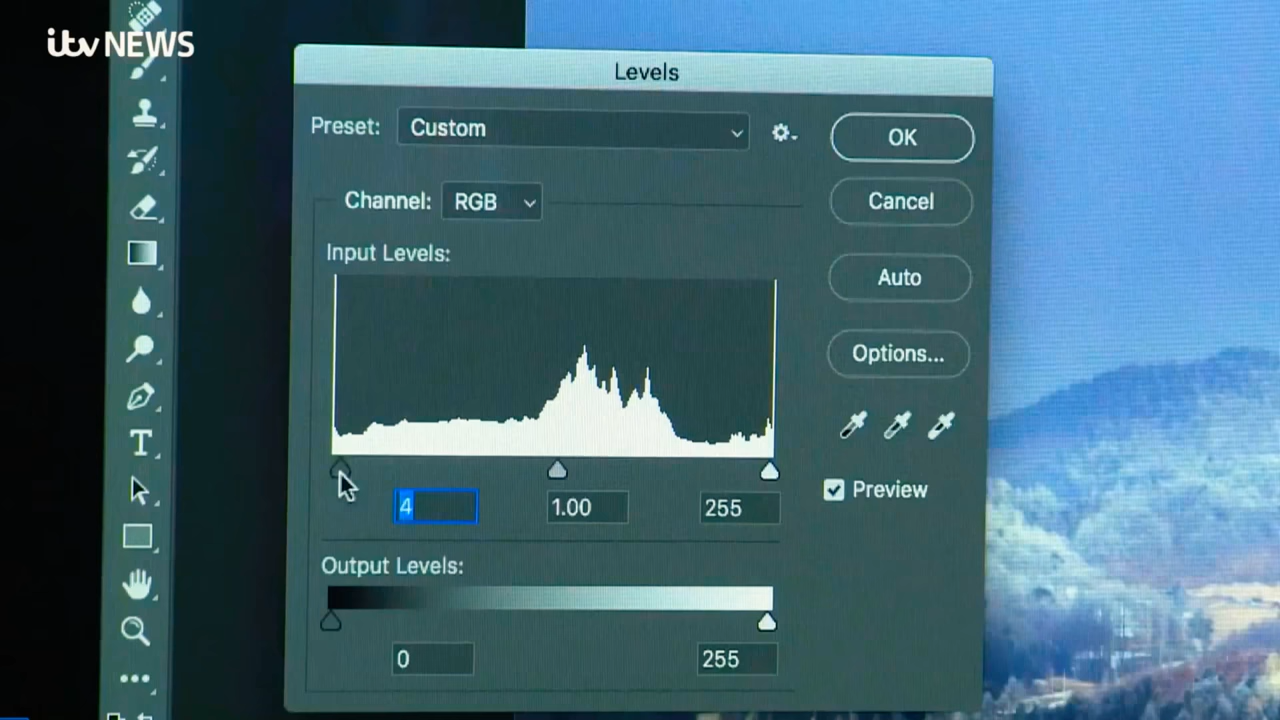 itv NEWS
Levels
Preset: Custom
OK
Channel: RGB
Cancel
Input Levels:
Auto
Options...
4 1.00 255
Preview
Output Levels:
0 255
T